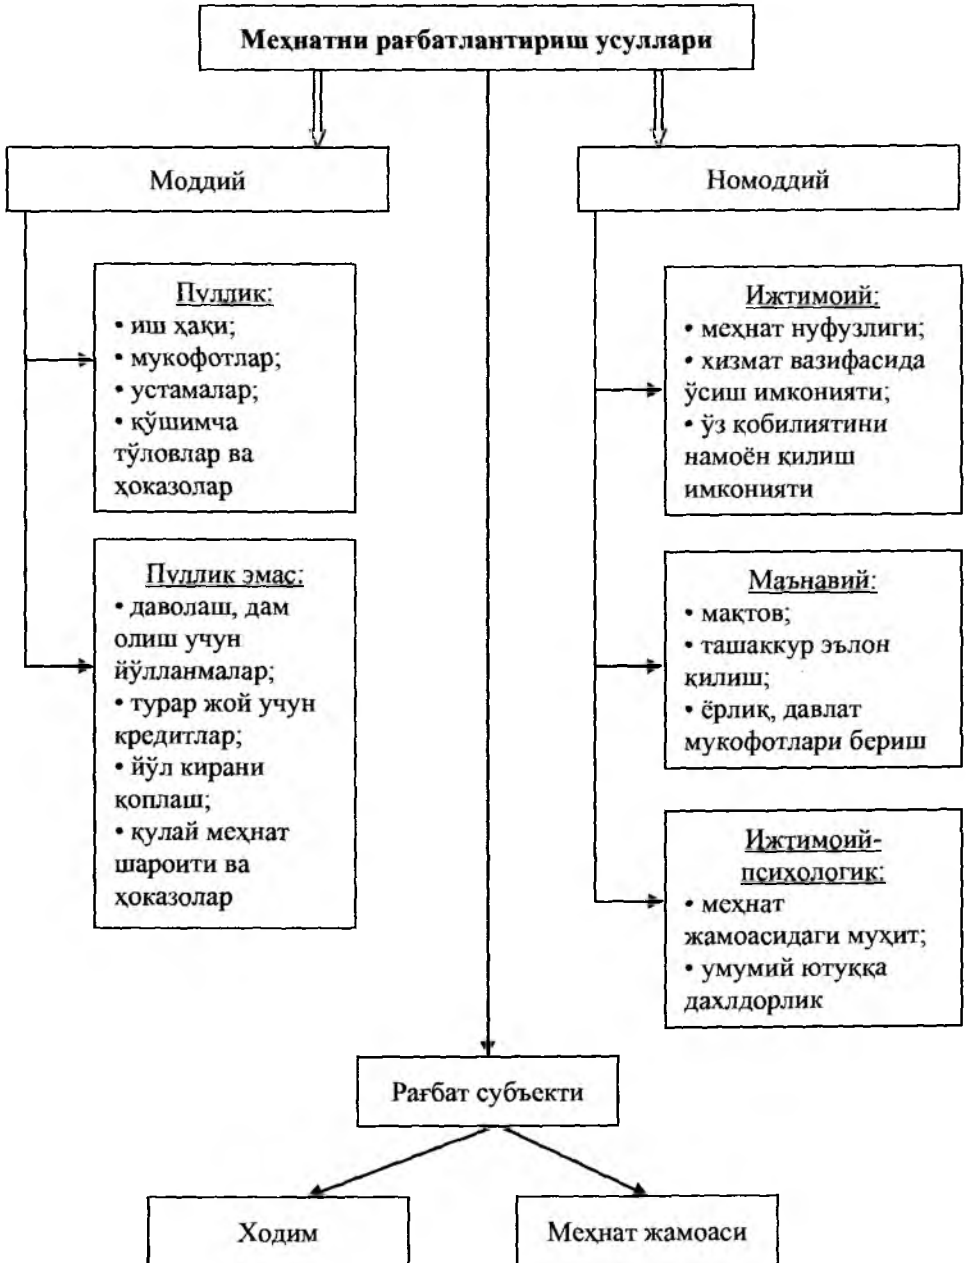 Меҳнатни рағбатлантириш усуллари
Моддий
Номоддий
Пуллик:
• иш ҳақи;
• мукофотлар;
• устамалар;
• қўшимча
тўловлар ва
ҳоказолар
Пуллик эмас:
• даволаш, дам
олиш учун
йўлланмалар;
• турар жой учун
кредитлар;
• йўл кирани
қоплаш;
• қулай меҳнат
шароити ва
ҳоказолар
Ижтимоий:
• меҳнат нуфузлиги;
• хизмат вазифасида
ўсиш имконияти;
• ўз қобилиятини
намоён қилиш
имконияти
Маънавий:
• мақтов;
• ташаккур эълон
қилиш;
• ёрлиқ, давлат
мукофотлари бериш
Ижтимоий-
психологик:
• меҳнат
жамоасидаги муҳит;
• умумий ютуққа
дахлдорлик
Рағбат субъекти
Ходим
Меҳнат жамоаси